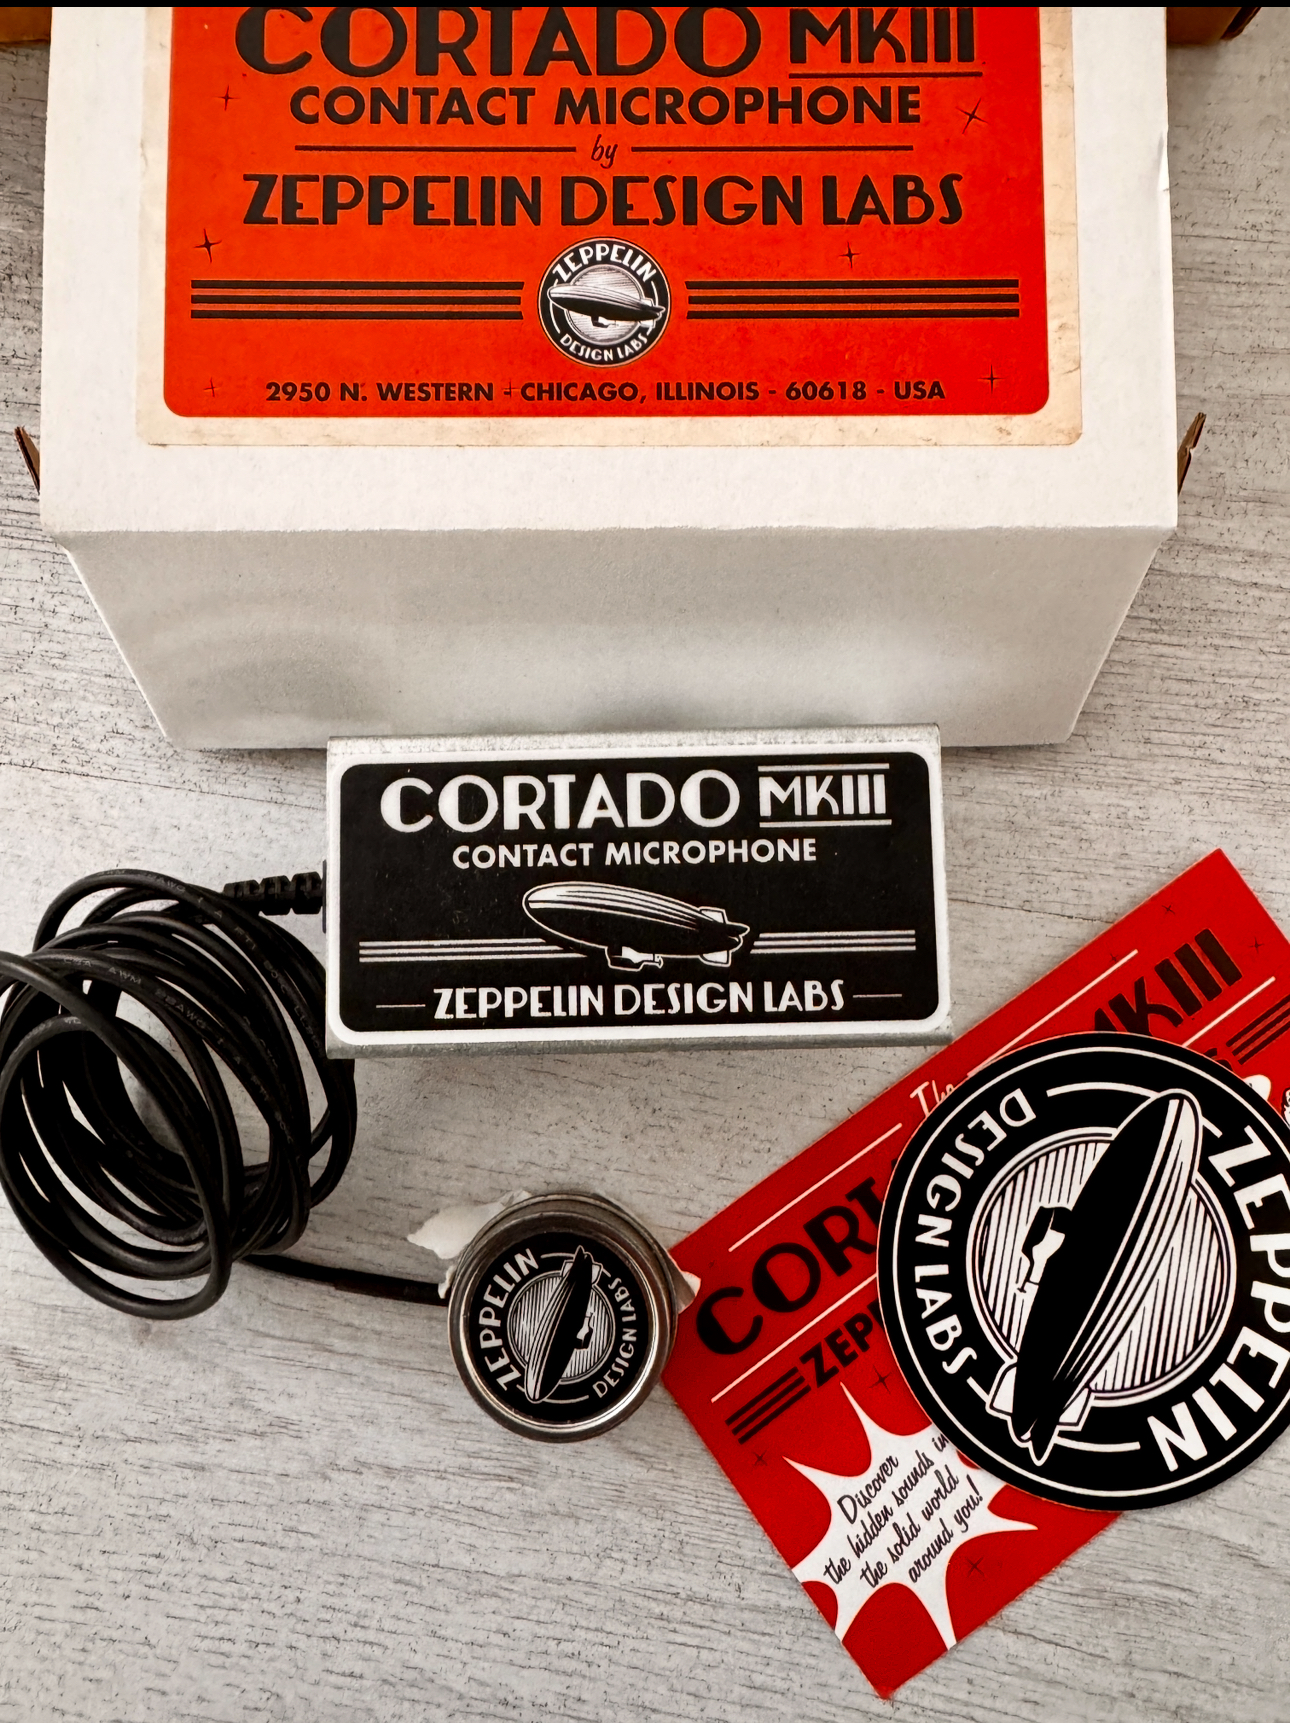 CORTADO MKIII
CONTACT MICROPHONE
by
ZEPPELIN DESIGN LABS
ZEPPELIN
DESIGN LABS
2950 N. WESTERN - CHICAGO, ILLINOIS - 60618 - USA
CORTADO MKIII
CONTACT MICROPHONE
ZEPPELIN DESIGN LABS
ZEPPELIN
DESIGN LABS
The
MKIII
CORT
ZEPP
Discover
the hidden sounds in
the solid world
around you!
ZEPPELIN
DESIGN LABS